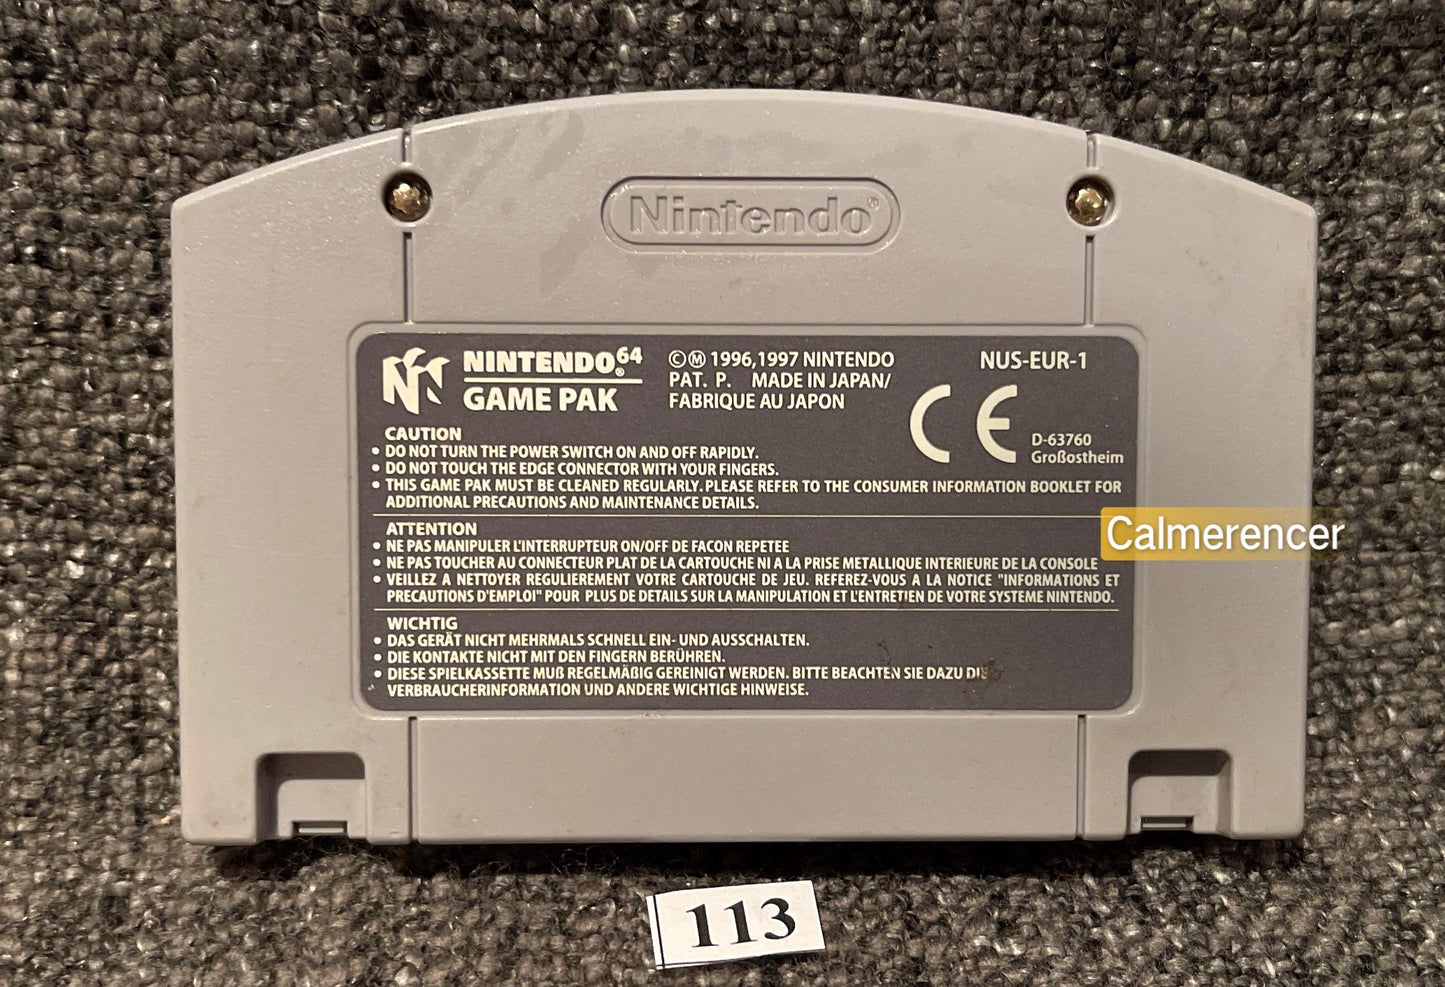 Nintendo®
NINTENDO®64
GAME PAK
©Ⓜ 1996,1997 NINTENDO
PAT. P. MADE IN JAPAN/
FABRIQUE AU JAPON
NUS-EUR-1
CE
D-63760
Großostheim
CAUTION
• DO NOT TURN THE POWER SWITCH ON AND OFF RAPIDLY.
• DO NOT TOUCH THE EDGE CONNECTOR WITH YOUR FINGERS.
• THIS GAME PAK MUST BE CLEANED REGULARLY. PLEASE REFER TO THE CONSUMER INFORMATION BOOKLET FOR
ADDITIONAL PRECAUTIONS AND MAINTENANCE DETAILS.
Calmerencer
ATTENTION
• NE PAS MANIPULER L'INTERRUPTEUR ON/OFF DE FACON REPETEE
• NE PAS TOUCHER AU CONNECTEUR PLAT DE LA CARTOUCHE NI A LA PRISE METALLIQUE INTERIEURE DE LA CONSOLE
• VEILLEZ A NETTOYER REGULIEREMENT VOTRE CARTOUCHE DE JEU. REFEREZ-VOUS A LA NOTICE "INFORMATIONS ET
PRECAUTIONS D'EMPLOI" POUR PLUS DE DETAILS SUR LA MANIPULATION ET L'ENTRETIEN DE VOTRE SYSTEME NINTENDO.
WICHTIG
• DAS GERÄT NICHT MEHRMALS SCHNELL EIN- UND AUSSCHALTEN.
• DIE KONTAKTE NICHT MIT DEN FINGERN BERÜHREN.
• DIESE SPIELKASSETTE MUß REGELMÄßIG GEREINIGT WERDEN. BITTE BEACHTEN SIE DAZU DIE
VERBRAUCHERINFORMATION UND ANDERE WICHTIGE HINWEISE.
113